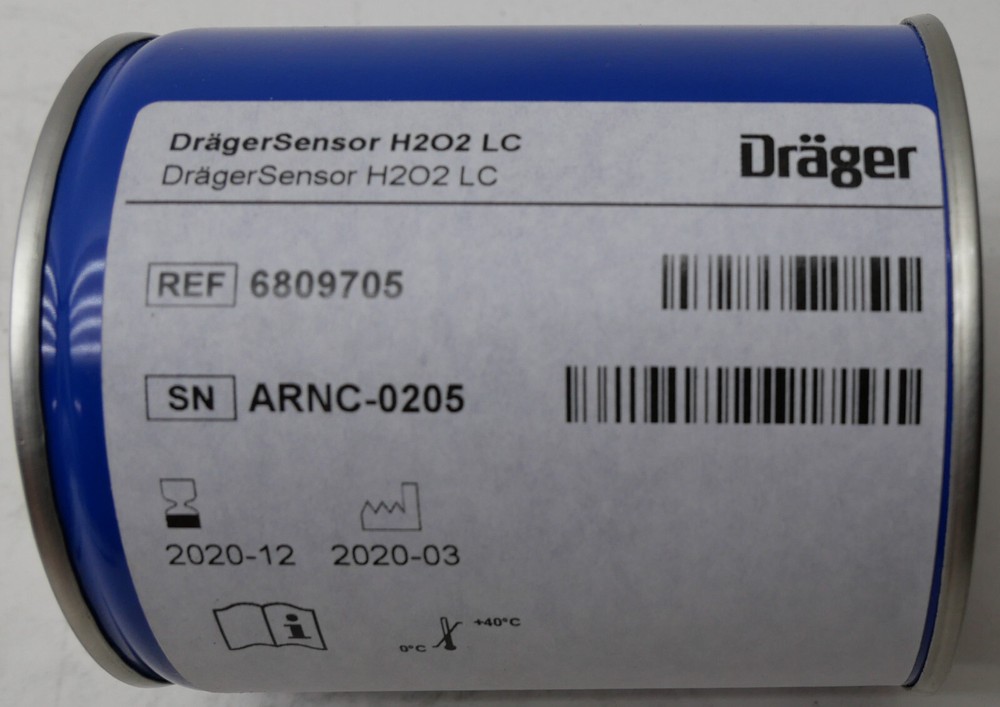 DrägerSensor H2O2 LC
DrägerSensor H2O2 LC
Dräger
REF 6809705
SN ARNC-0205
2020-12 2020-03
0°C +40°C